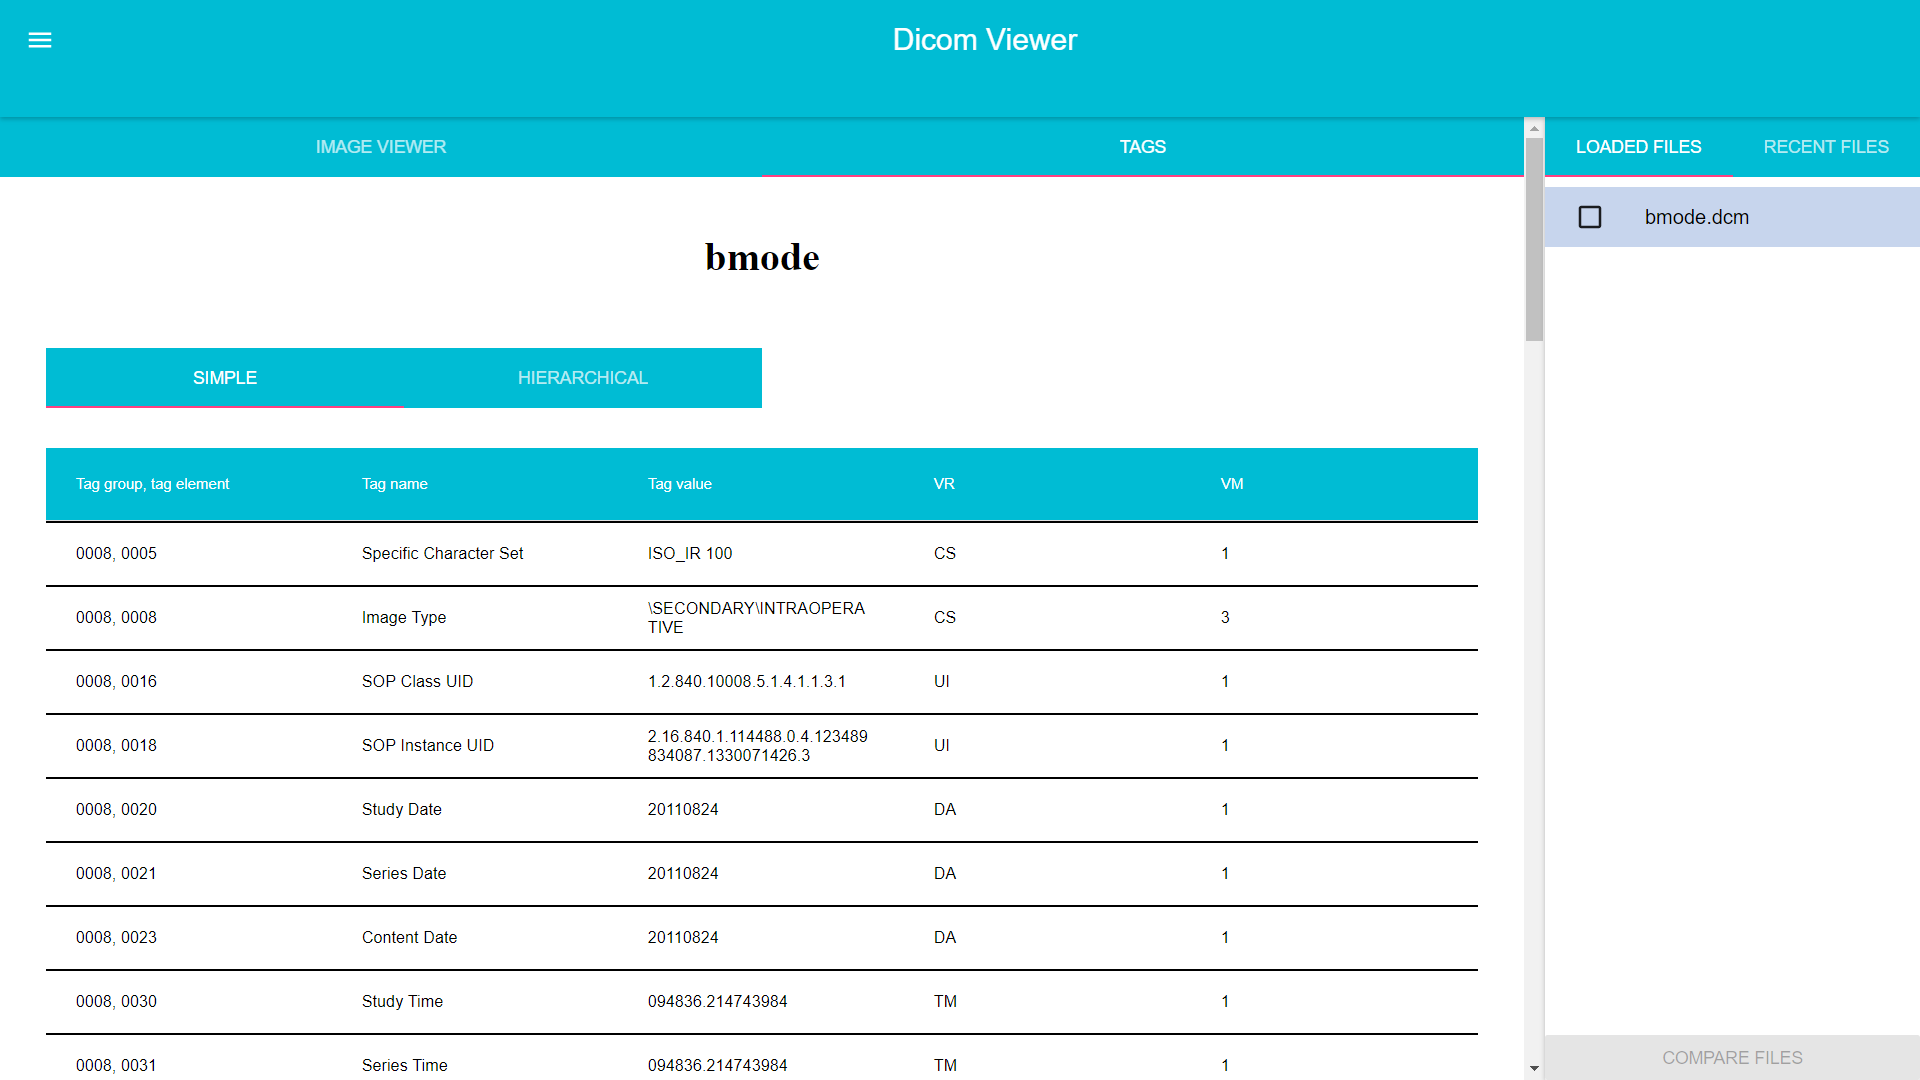 Dicom Viewer
IMAGE VIEWER TAGS LOADED FILES RECENT FILES
bmode.dcm
bmode
SIMPLE HIERARCHICAL
Tag group, tag element Tag name Tag value VR VM
0008, 0005 Specific Character Set ISO_IR 100 CS 1
0008, 0008 Image Type \SECONDARY\INTRAOPERA
TIVE CS 3
0008, 0016 SOP Class UID 1.2.840.10008.5.1.4.1.1.3.1 UI 1
0008, 0018 SOP Instance UID 2.16.840.1.114488.0.4.123489
834087.1330071426.3 UI 1
0008, 0020 Study Date 20110824 DA 1
0008, 0021 Series Date 20110824 DA 1
0008, 0023 Content Date 20110824 DA 1
0008, 0030 Study Time 094836.214743984 TM 1
0008, 0031 Series Time 094836.214743984 TM 1
COMPARE FILES